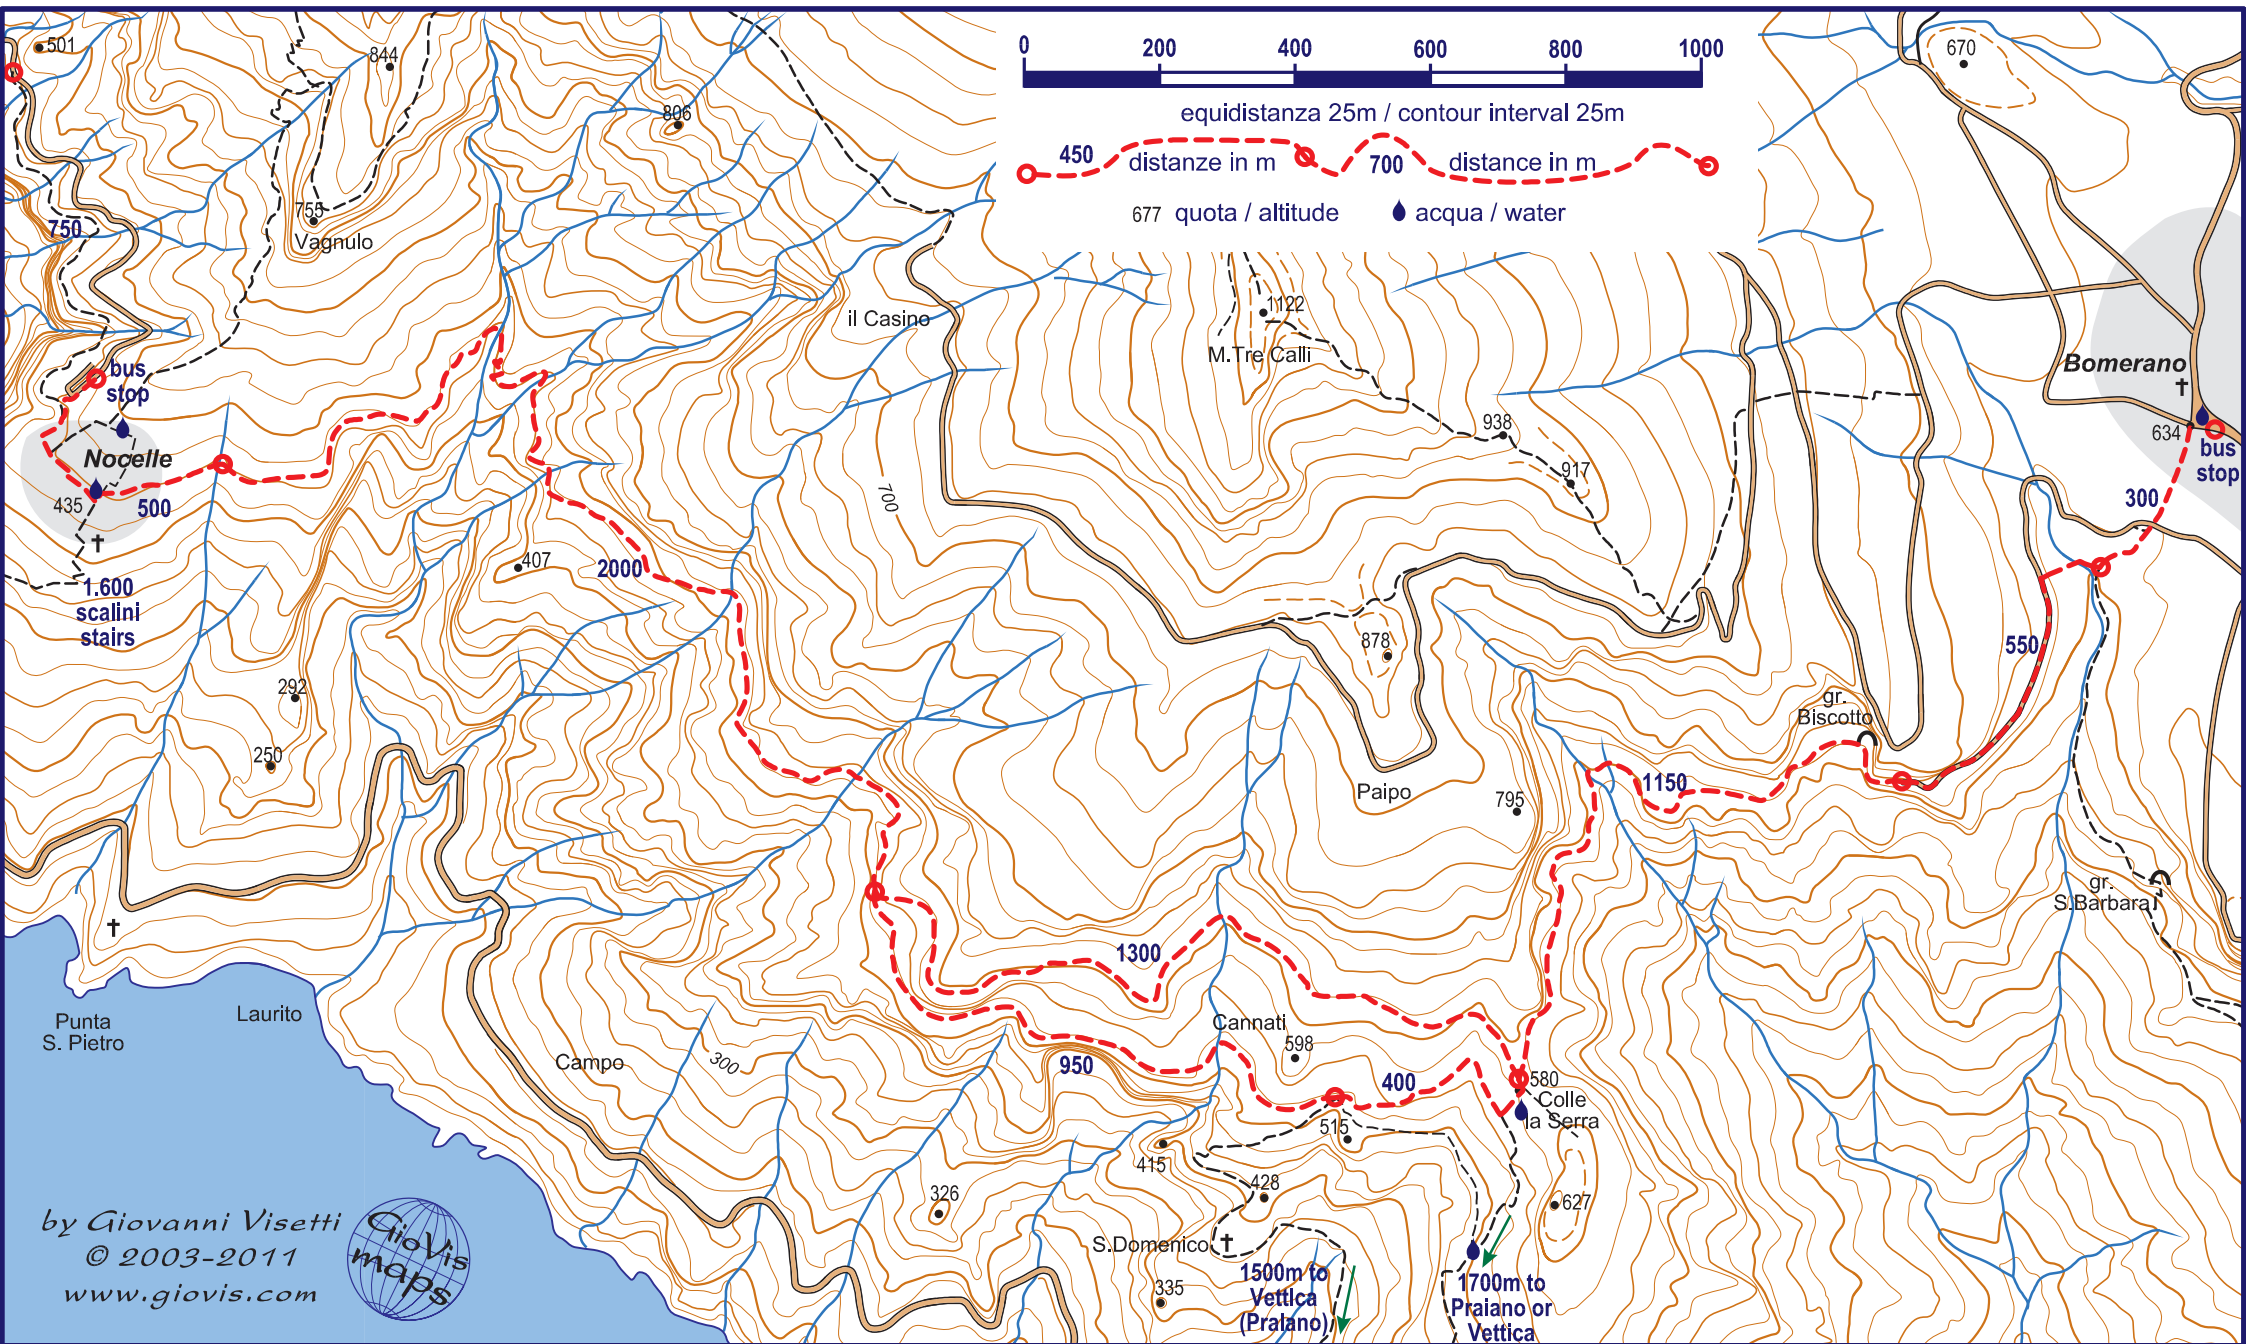 0 200 400 600 800 1000
equidistanza 25m / contour interval 25m
450 distanze in m 700 distance in m
677 quota / altitude acqua / water
501
844
806
670
750
755
Vagnulo
il Casino
1122
M.Tre Calli
bus
stop
Bomerano
634
bus
stop
938
917
Nocelle
435
500
700
300
407
2000
1.600
scalini
stairs
878
550
292
250
gr.
Biscotto
Paipo
795
1150
gr.
S.Barbara
1300
Punta
S. Pietro
Laurito
Campo
300
Cannati
598
950
400
580
Colle
la Serra
515
415
428
326
627
S.Domenico
335
1500m to
Vettica
(Praiano)
1700m to
Praiano or
Vettica
by Giovanni Visetti
© 2003-2011
www.giovis.com
GioVis
maps